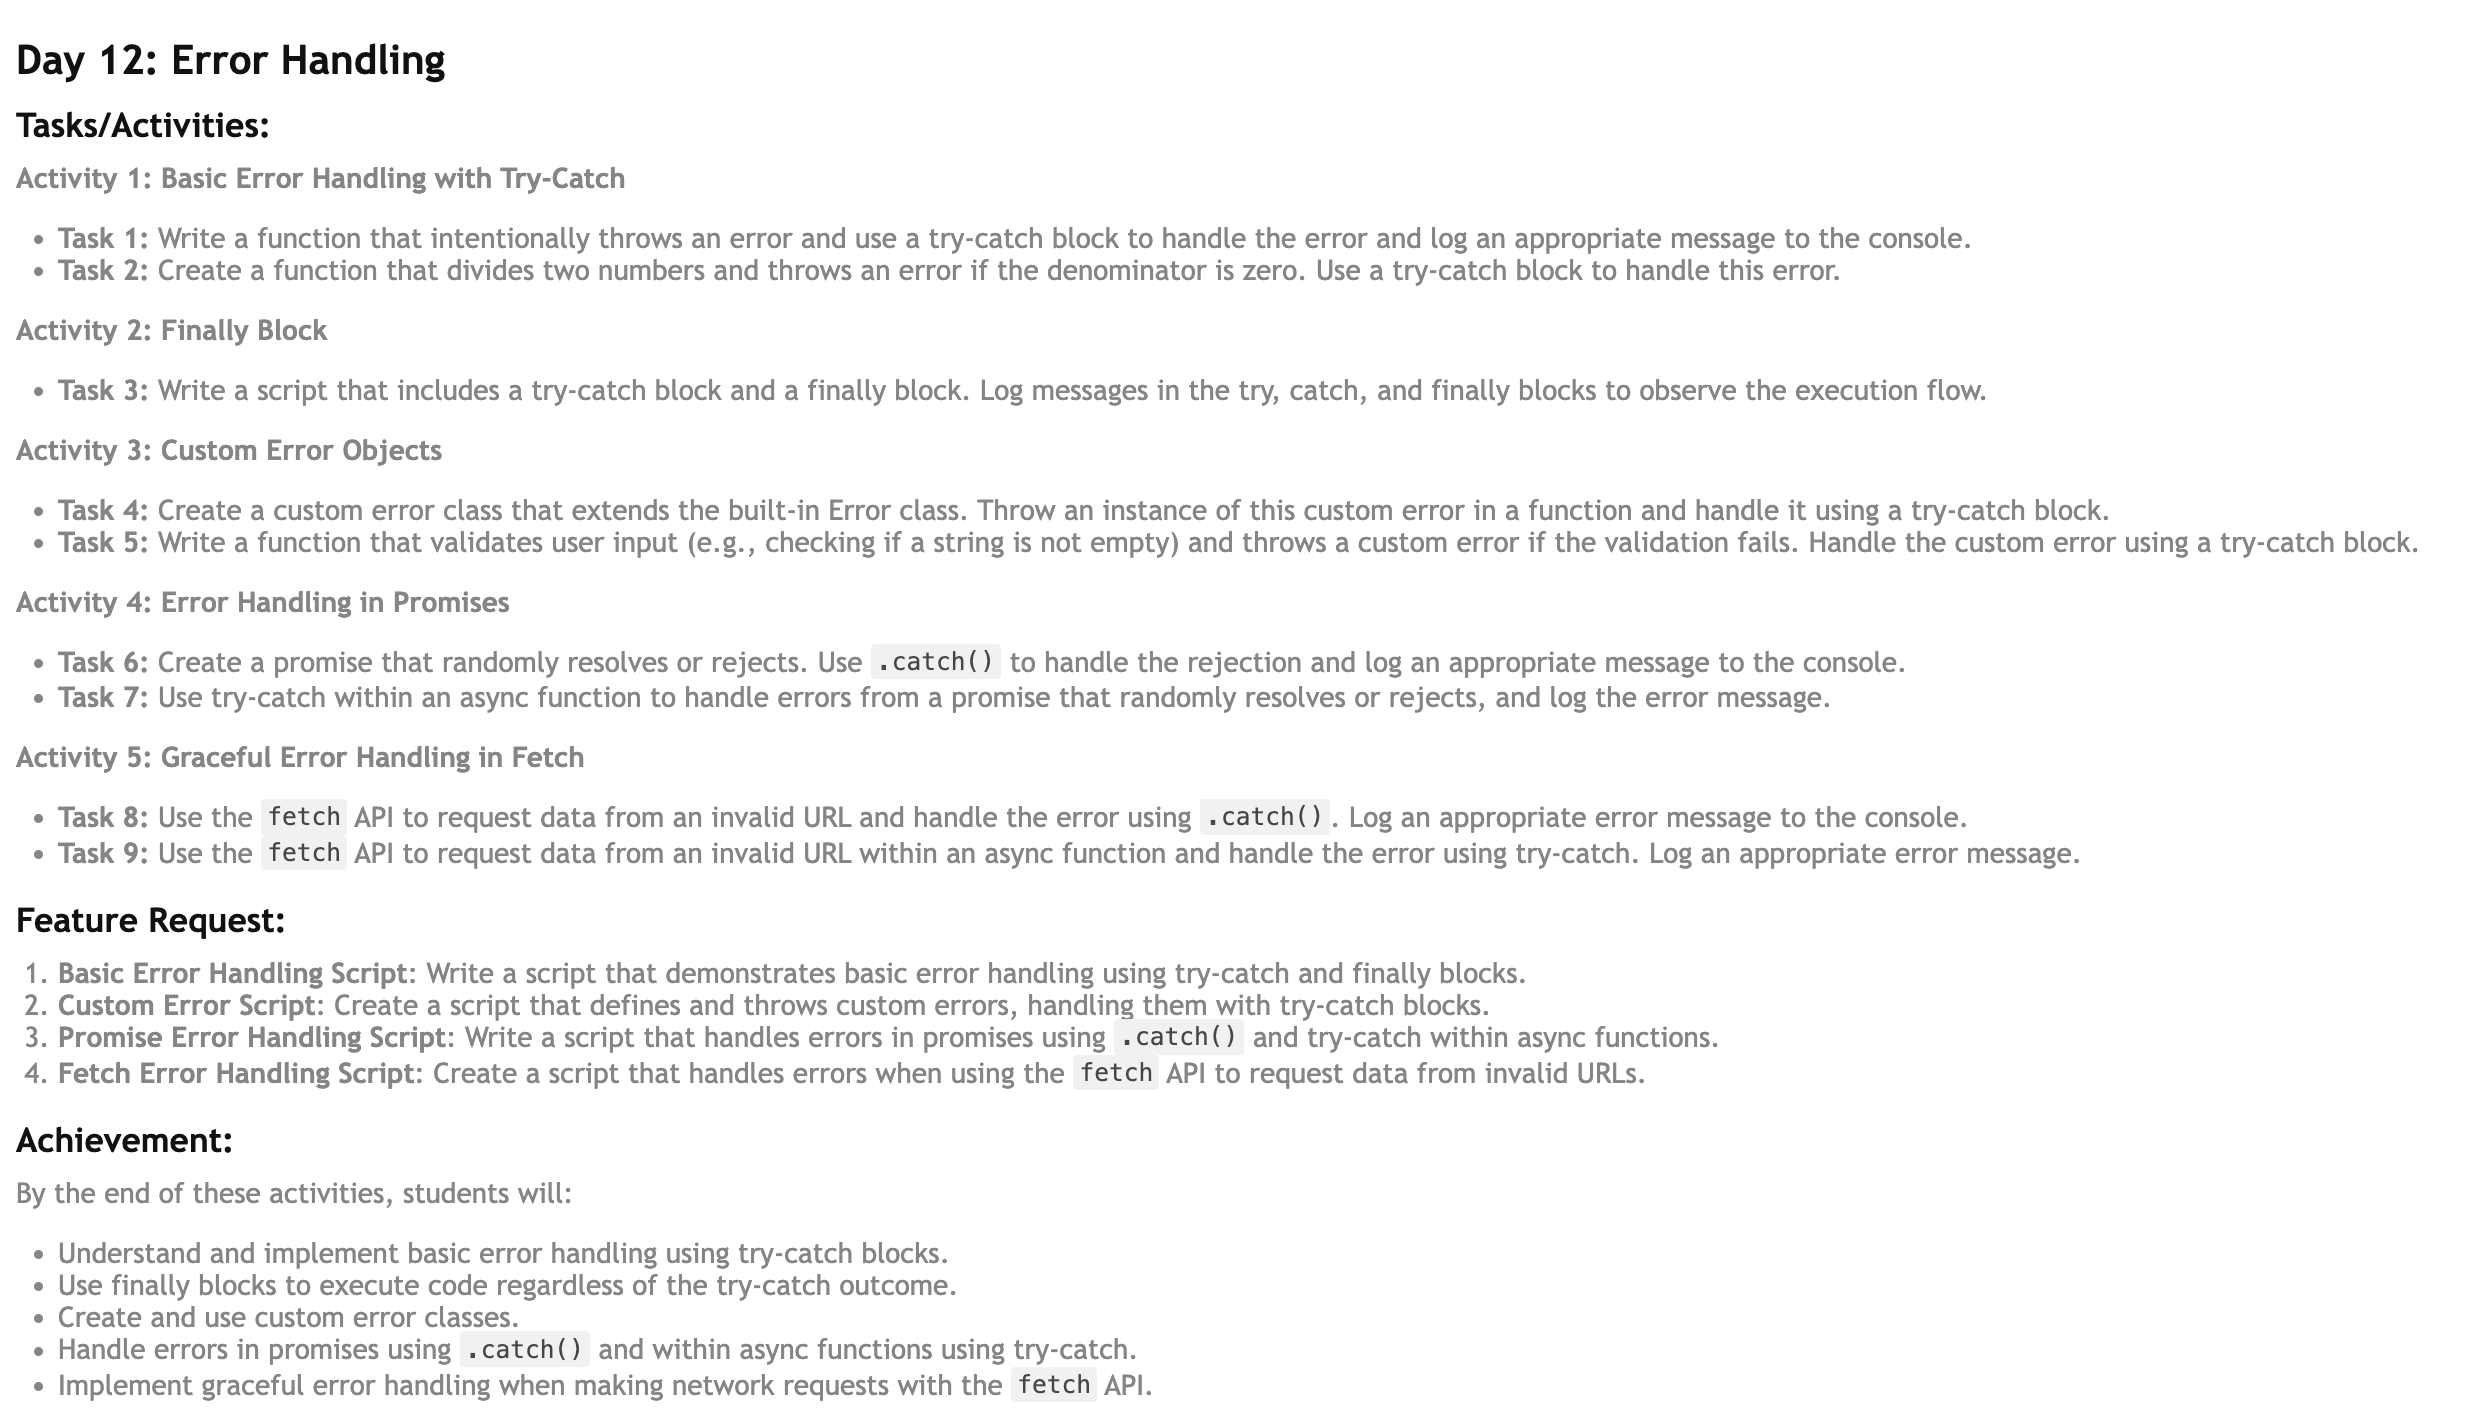 Day 12: Error Handling
Tasks/Activities:
Activity 1: Basic Error Handling with Try-Catch
• Task 1: Write a function that intentionally throws an error and use a try-catch block to handle the error and log an appropriate message to the console.
• Task 2: Create a function that divides two numbers and throws an error if the denominator is zero. Use a try-catch block to handle this error.
Activity 2: Finally Block
• Task 3: Write a script that includes a try-catch block and a finally block. Log messages in the try, catch, and finally blocks to observe the execution flow.
Activity 3: Custom Error Objects
• Task 4: Create a custom error class that extends the built-in Error class. Throw an instance of this custom error in a function and handle it using a try-catch block.
• Task 5: Write a function that validates user input (e.g., checking if a string is not empty) and throws a custom error if the validation fails. Handle the custom error using a try-catch block.
Activity 4: Error Handling in Promises
• Task 6: Create a promise that randomly resolves or rejects. Use .catch() to handle the rejection and log an appropriate message to the console.
• Task 7: Use try-catch within an async function to handle errors from a promise that randomly resolves or rejects, and log the error message.
Activity 5: Graceful Error Handling in Fetch
• Task 8: Use the fetch API to request data from an invalid URL and handle the error using .catch(). Log an appropriate error message to the console.
• Task 9: Use the fetch API to request data from an invalid URL within an async function and handle the error using try-catch. Log an appropriate error message.
Feature Request:
1. Basic Error Handling Script: Write a script that demonstrates basic error handling using try-catch and finally blocks.
2. Custom Error Script: Create a script that defines and throws custom errors, handling them with try-catch blocks.
3. Promise Error Handling Script: Write a script that handles errors in promises using .catch() and try-catch within async functions.
4. Fetch Error Handling Script: Create a script that handles errors when using the fetch API to request data from invalid URLs.
Achievement:
By the end of these activities, students will:
• Understand and implement basic error handling using try-catch blocks.
• Use finally blocks to execute code regardless of the try-catch outcome.
• Create and use custom error classes.
• Handle errors in promises using .catch() and within async functions using try-catch.
• Implement graceful error handling when making network requests with the fetch API.